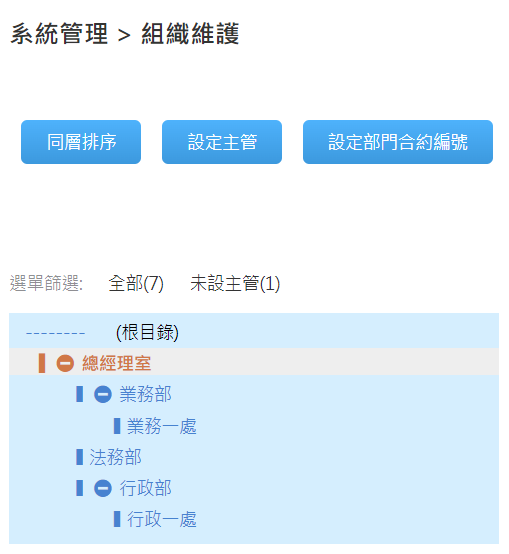 系統管理 > 組織維護
同層排序 設定主管 設定部門合約編號
選單篩選: 全部(7) 未設主管(1)
-------- (根目錄)
總經理室
業務部
業務一處
法務部
行政部
行政一處